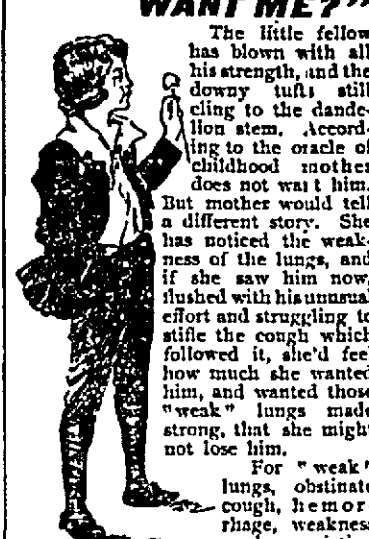 WANT ME?"
The little fellow
has blown with all
his strength, and the
downy tufts still
cling to the dande-
lion stem. Accord-
ing to the oracle of
childhood mother
does not want him.
But mother would tell
a different story. She
has noticed the weak-
ness of the lungs, and
if she saw him now,
flushed with his unusual
effort and struggling to
stifle the cough which
followed it, she'd feel
how much she wanted
him, and wanted those
"weak" lungs made
strong, that she might
not lose him.
For "weak"
lungs, obstinate
cough, hemor-
rhage, weakness